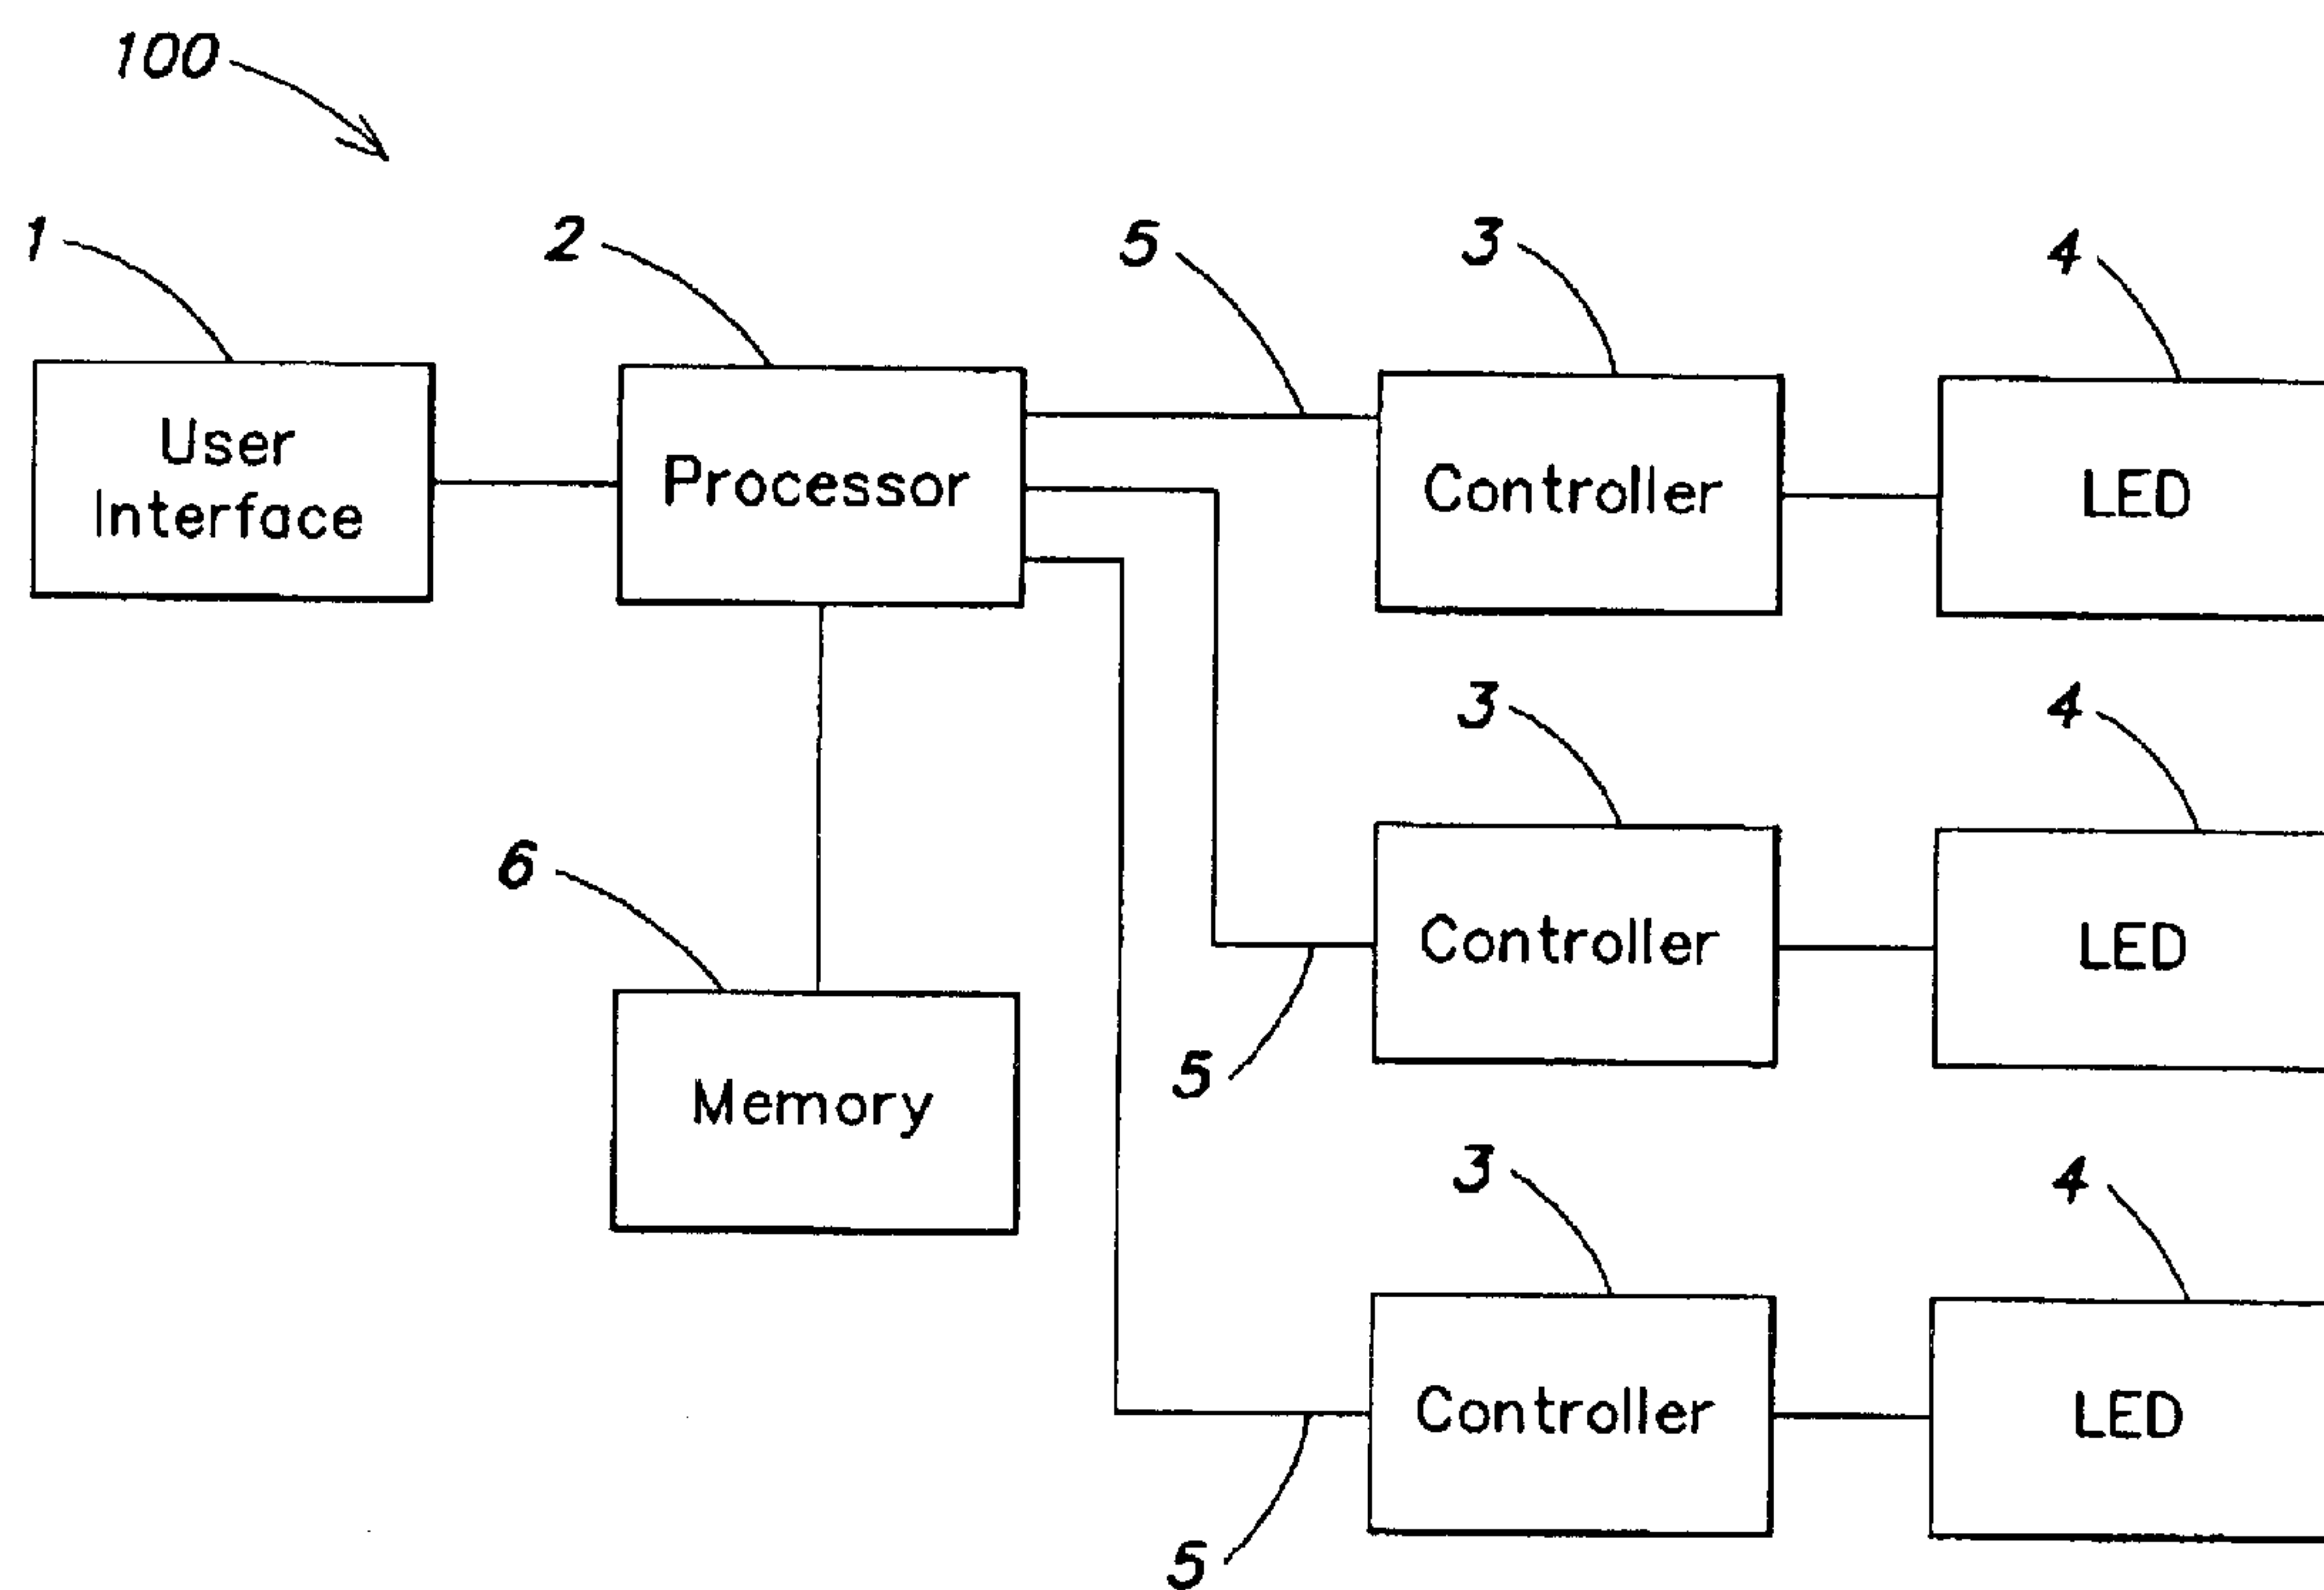 100
1
2
5
3
4
User
Interface
Processor
Controller
LED
3
4
6
Controller
LED
5
Memory
3
4
Controller
LED
5